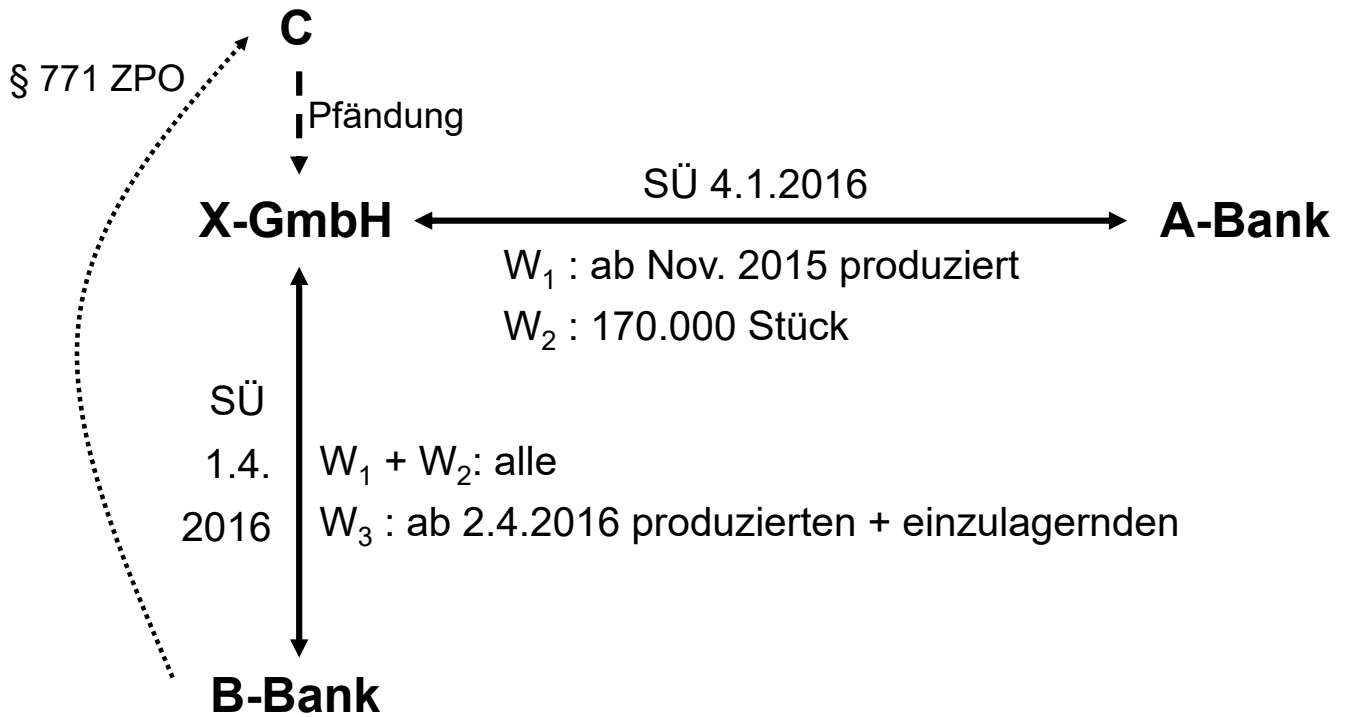 C
§ 771 ZPO
Pfändung
SÜ 4.1.2016
X-GmbH
A-Bank
W₁ : ab Nov. 2015 produziert
W₂ : 170.000 Stück
SÜ
1.4.
2016
W₁ + W₂: alle
W₃ : ab 2.4.2016 produzierten + einzulagernden
B-Bank